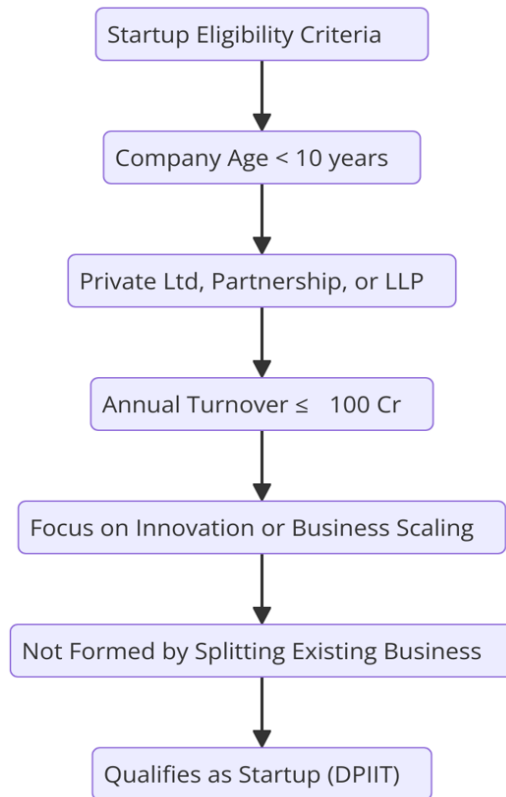 Startup Eligibility Criteria
Company Age < 10 years
Private Ltd, Partnership, or LLP
Annual Turnover ≤ 100 Cr
Focus on Innovation or Business Scaling
Not Formed by Splitting Existing Business
Qualifies as Startup (DPIIT)